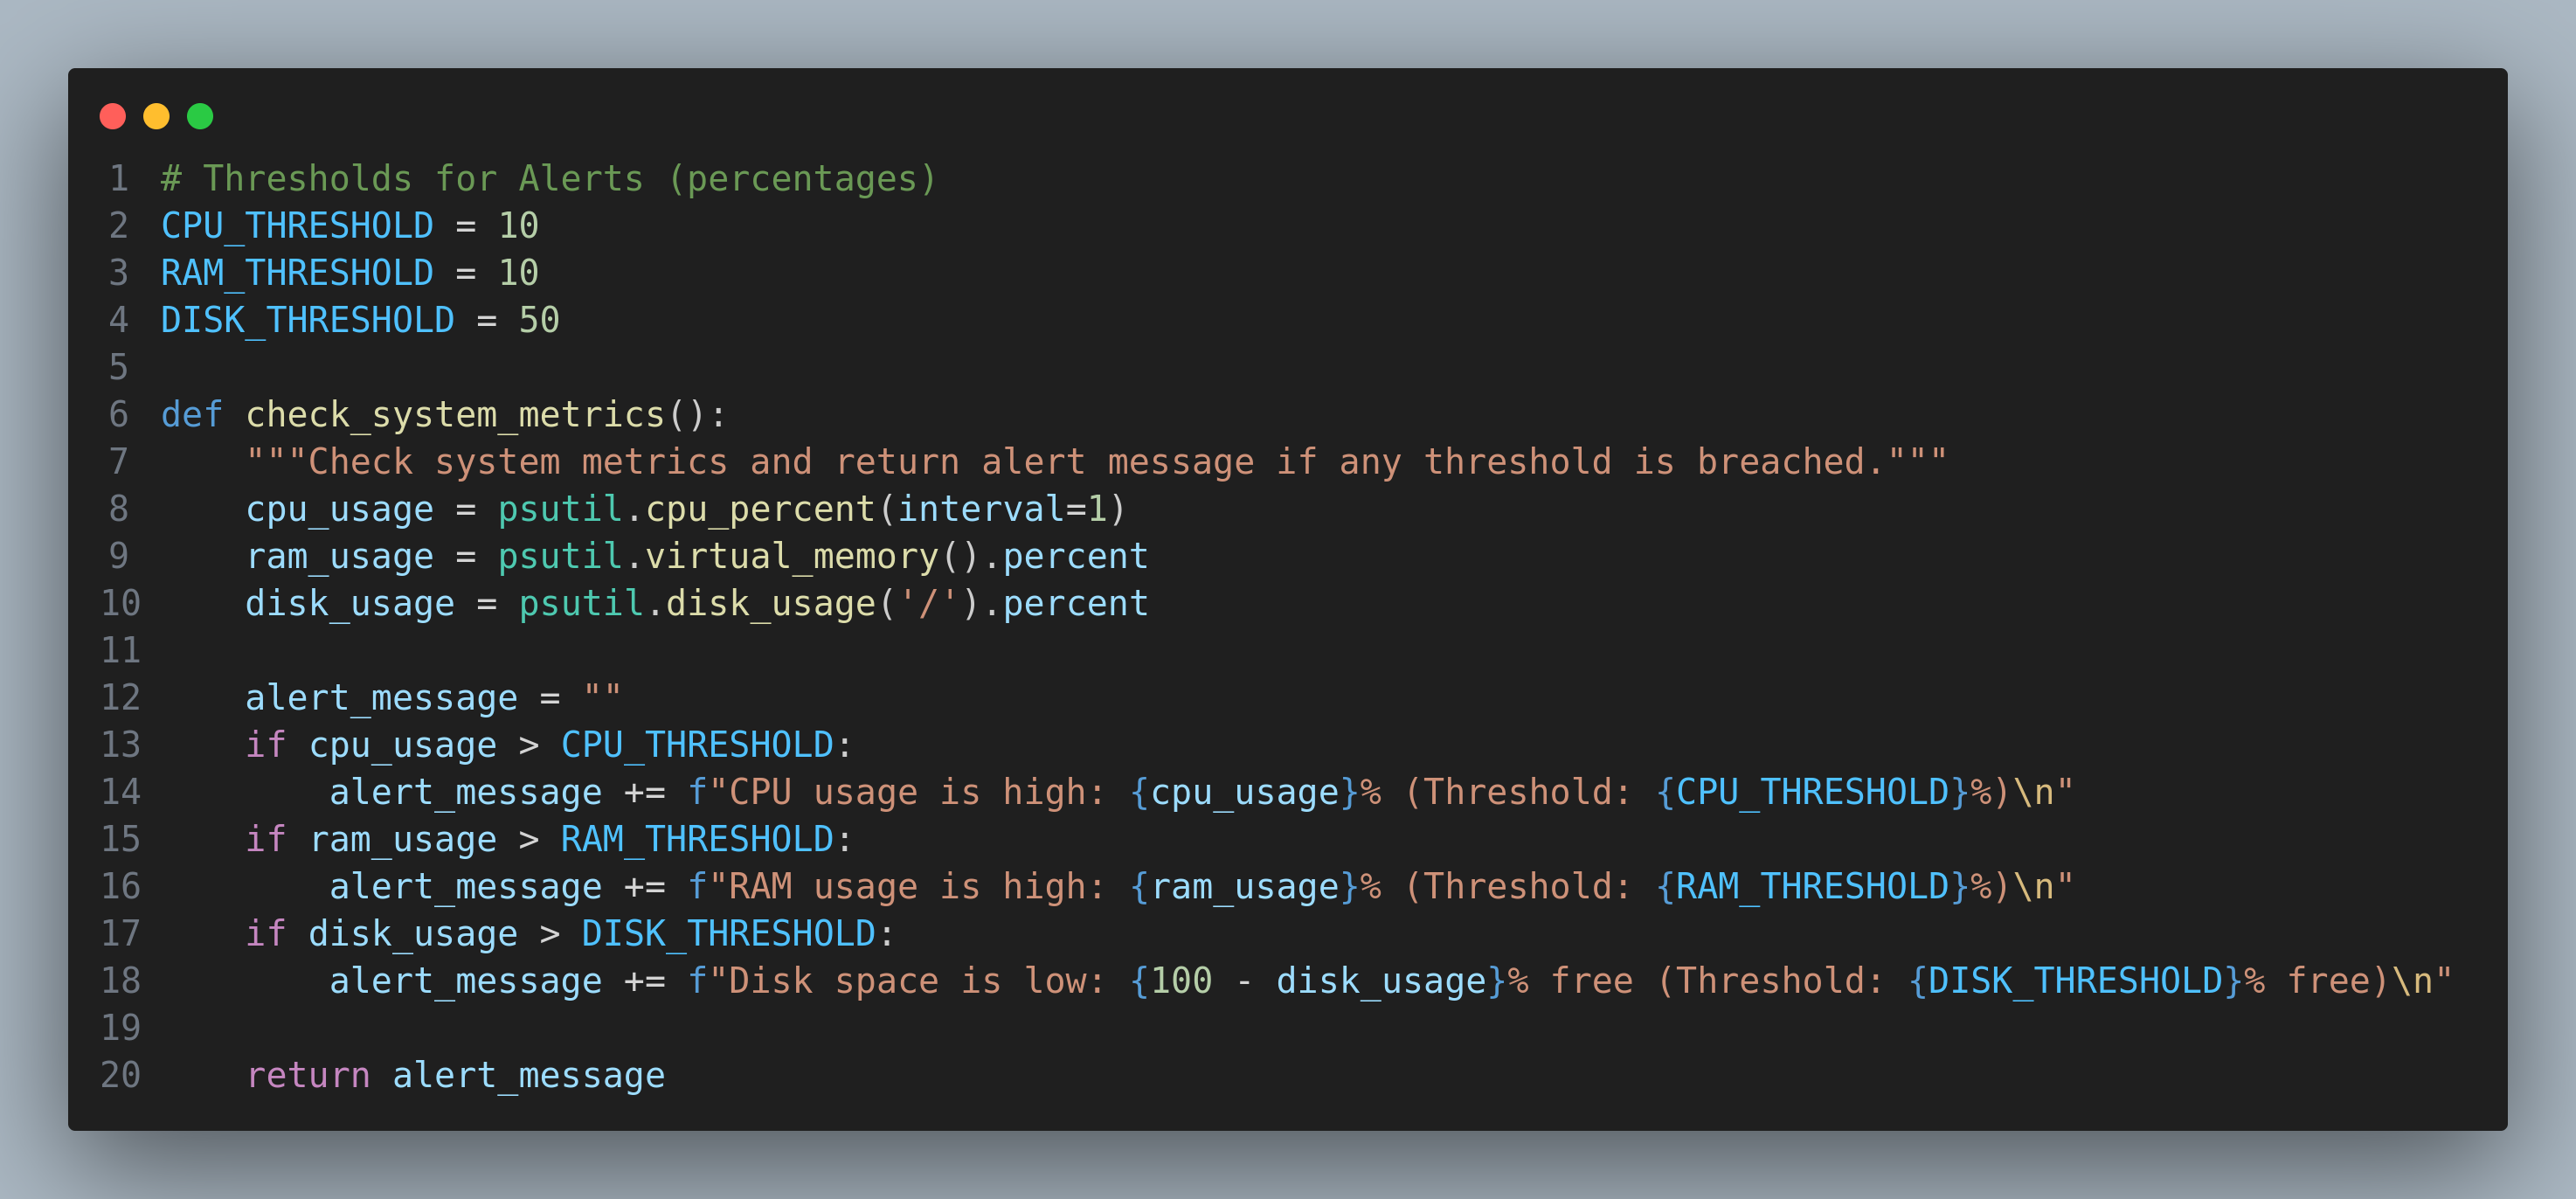 1 # Thresholds for Alerts (percentages)
2 CPU_THRESHOLD = 10
3 RAM_THRESHOLD = 10
4 DISK_THRESHOLD = 50
5
6 def check_system_metrics():
7     """Check system metrics and return alert message if any threshold is breached."""
8     cpu_usage = psutil.cpu_percent(interval=1)
9     ram_usage = psutil.virtual_memory().percent
10     disk_usage = psutil.disk_usage('/').percent
11
12     alert_message = ""
13     if cpu_usage > CPU_THRESHOLD:
14         alert_message += f"CPU usage is high: {cpu_usage}% (Threshold: {CPU_THRESHOLD}%)\n"
15     if ram_usage > RAM_THRESHOLD:
16         alert_message += f"RAM usage is high: {ram_usage}% (Threshold: {RAM_THRESHOLD}%)\n"
17     if disk_usage > DISK_THRESHOLD:
18         alert_message += f"Disk space is low: {100 - disk_usage}% free (Threshold: {DISK_THRESHOLD}% free)\n"
19
20     return alert_message